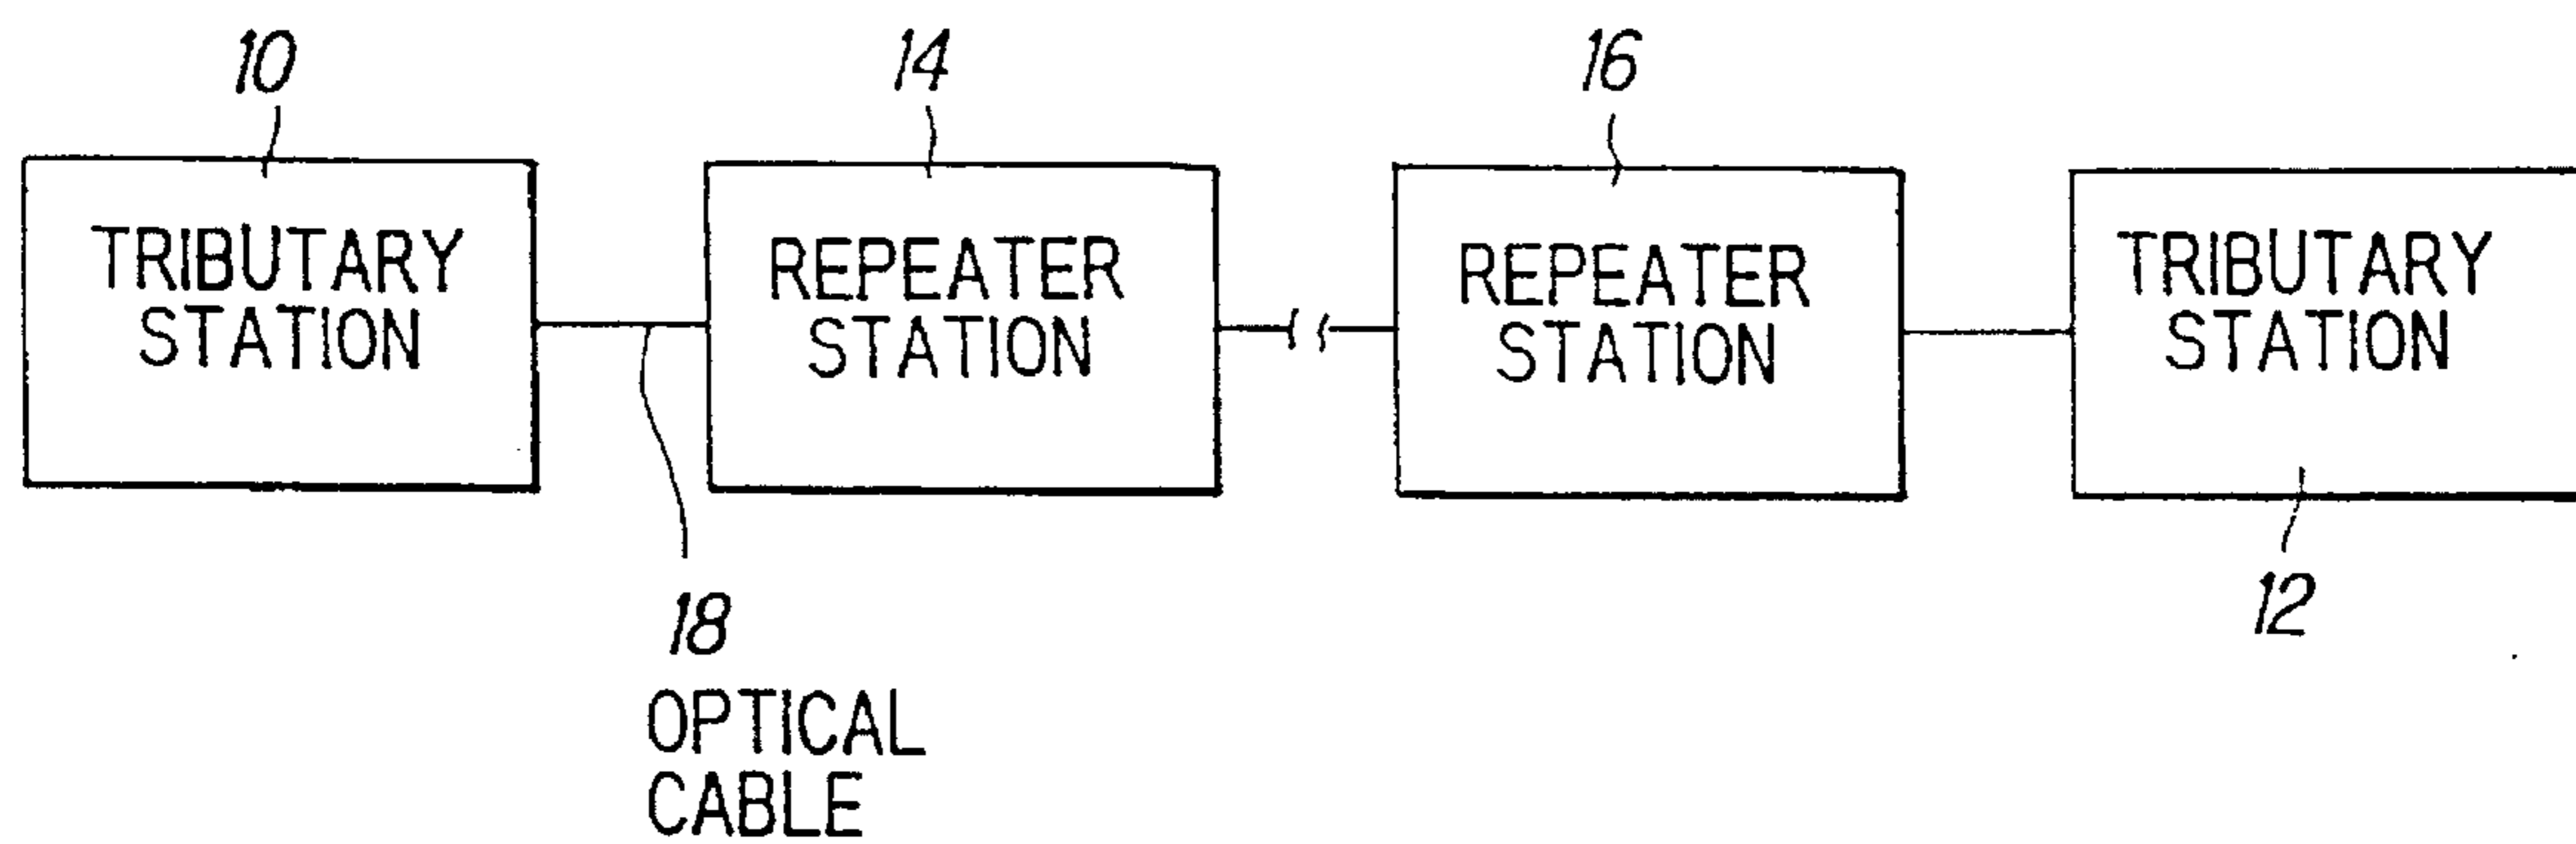 10
14
16
TRIBUTARY
STATION
REPEATER
STATION
REPEATER
STATION
TRIBUTARY
STATION
18
OPTICAL
CABLE
12